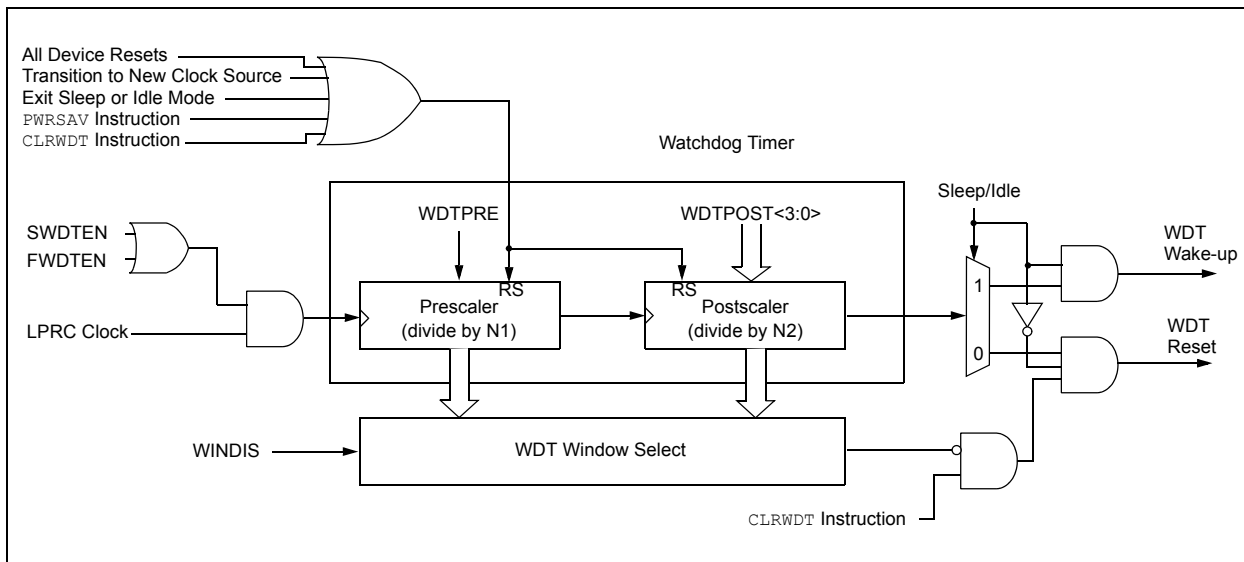 All Device Resets
Transition to New Clock Source
Exit Sleep or Idle Mode
PWRSAV Instruction
CLRWDT Instruction
Watchdog Timer
Sleep/Idle
WDTPRE
WDTPOST<3:0>
SWDTEN
FWDTEN
WDT
Wake-up
RS
RS
Prescaler
(divide by N1)
Postscaler
(divide by N2)
1
0
LPRC Clock
WDT
Reset
WINDIS
WDT Window Select
CLRWDT Instruction